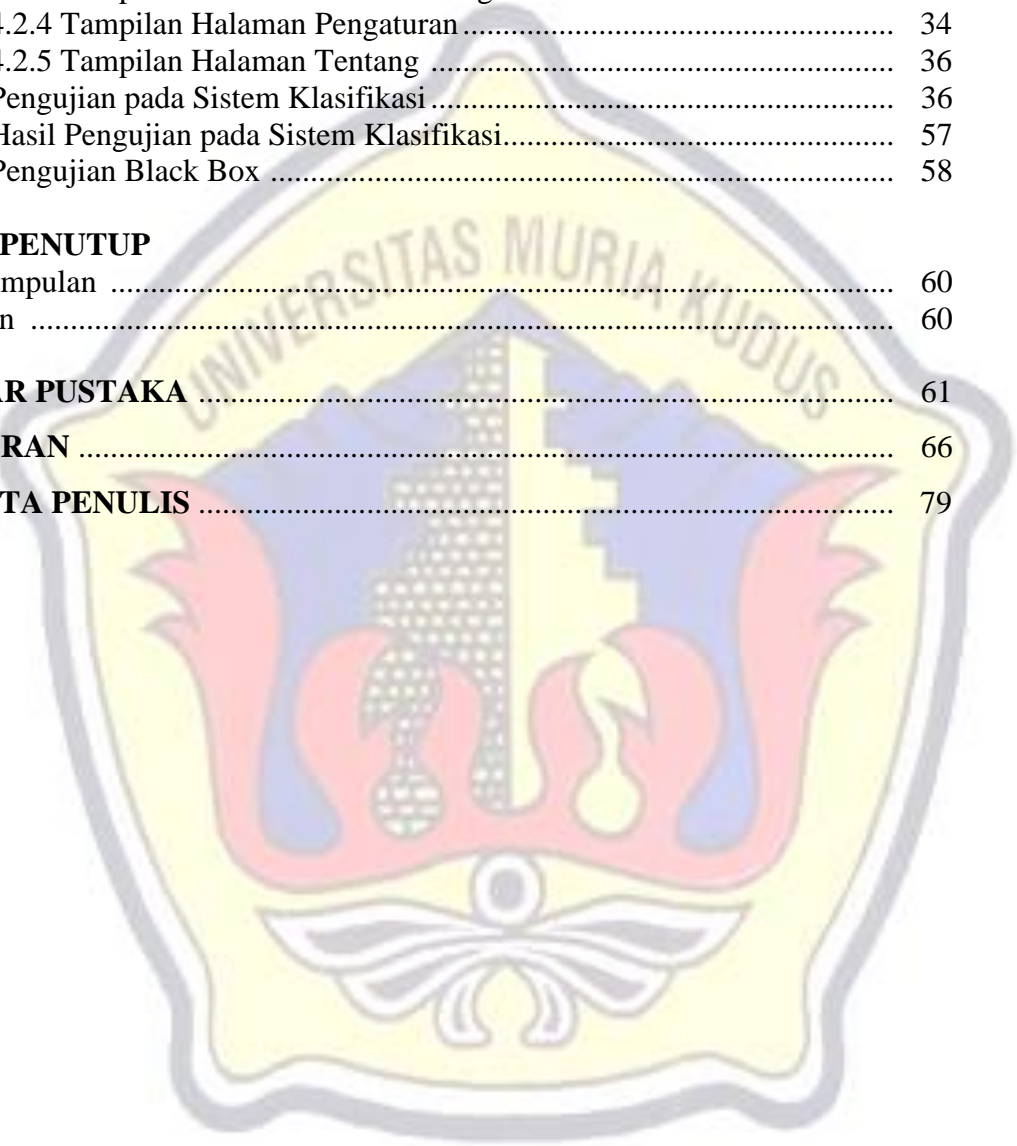 4.2.4 Tampilan Halaman Pengaturan ........ 34
4.2.5 Tampilan Halaman Tentang ........ 36
Pengujian pada Sistem Klasifikasi ........ 36
Hasil Pengujian pada Sistem Klasifikasi ........ 57
Pengujian Black Box ........ 58
PENUTUP
mpulan ........ 60
n ........ 60
AR PUSTAKA ........ 61
RAN ........ 66
TA PENULIS ........ 79
UNIVERSITAS MURIA KUDUS